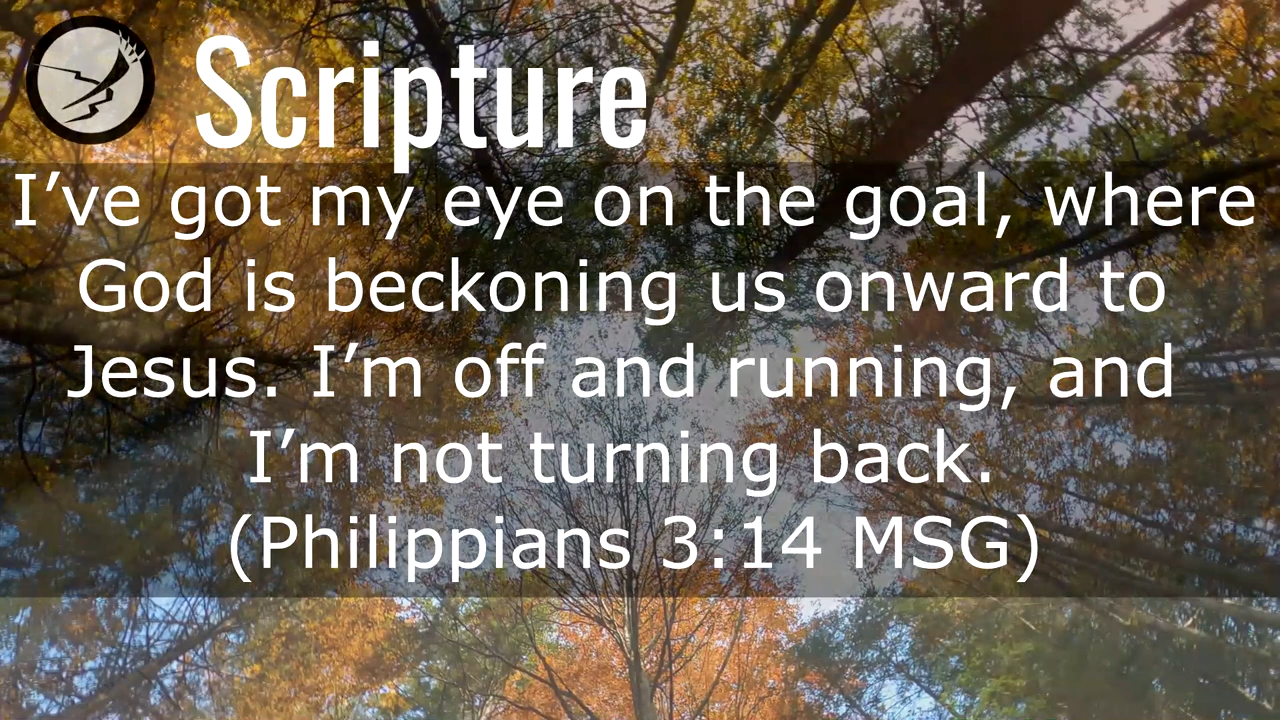 Scripture
I’ve got my eye on the goal, where
God is beckoning us onward to
Jesus. I’m off and running, and
I’m not turning back.
(Philippians 3:14 MSG)